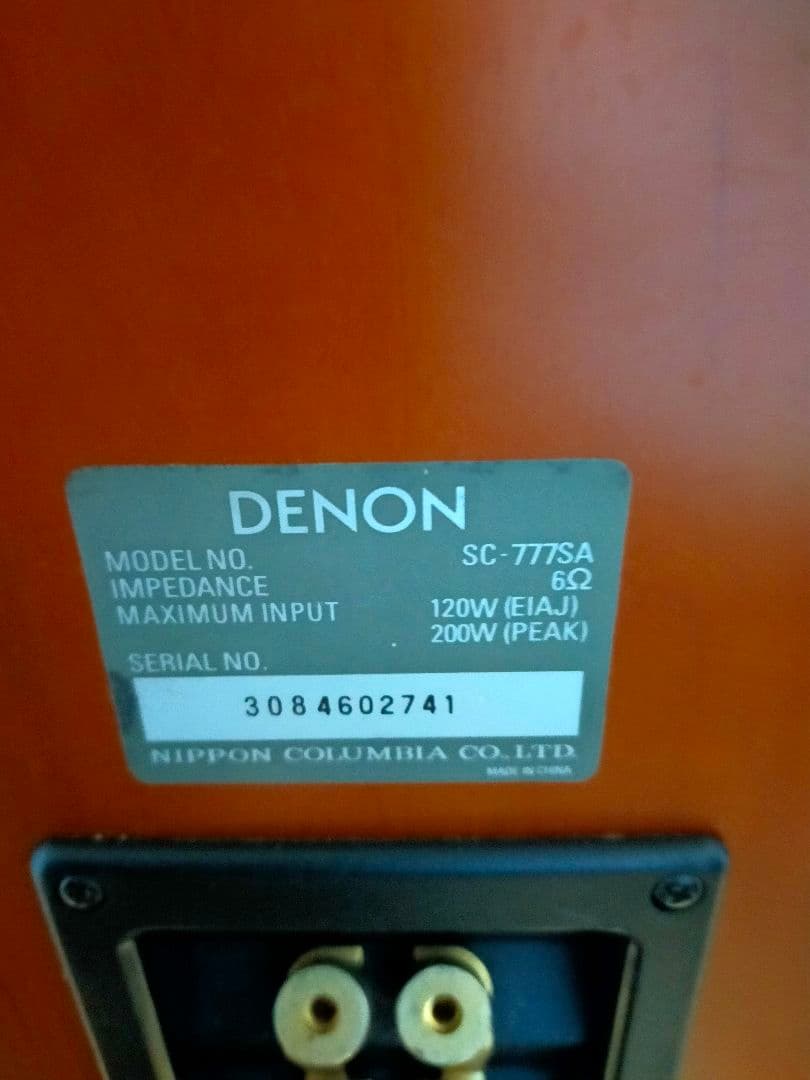 DENON
MODEL NO. SC-777SA
IMPEDANCE 6Ω
MAXIMUM INPUT 120W (EIAJ)
200W (PEAK)
SERIAL NO.
3084602741
NIPPON COLUMBIA CO., LTD.
MADE IN CHINA